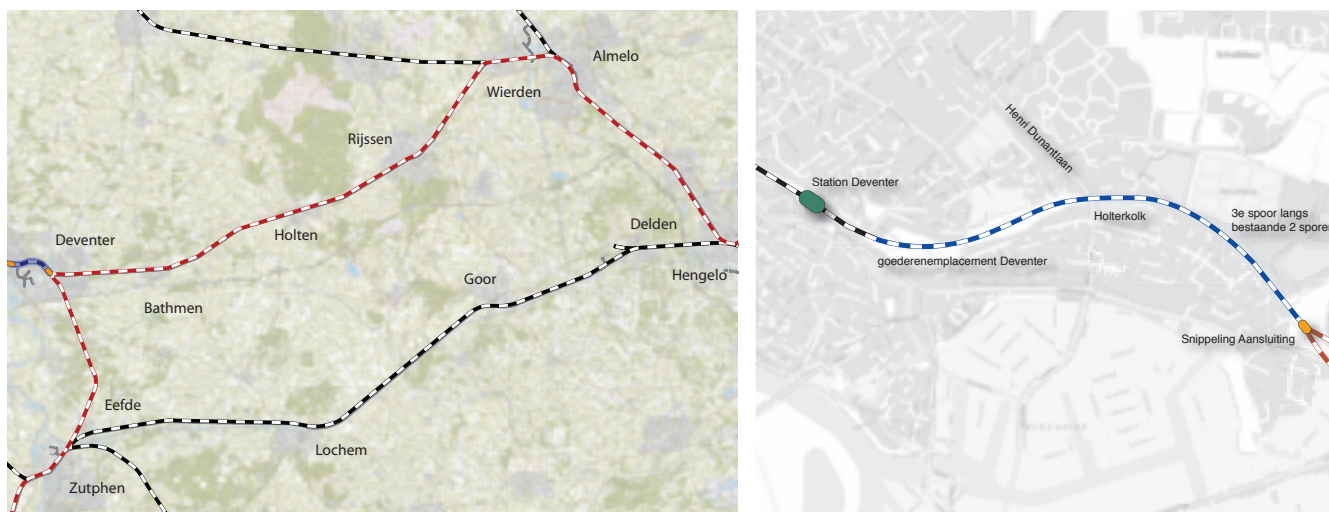 Almelo
Wierden
Rijssen
Delden
Deventer
Holten
Hengelo
Goor
Bathmen
Eefde
Lochem
Zutphen
Henri Dunantlaan
Station Deventer
Holterkolk
3e spoor langs
bestaande 2 sporen
goederenemplacement Deventer
Snippeling Aansluiting